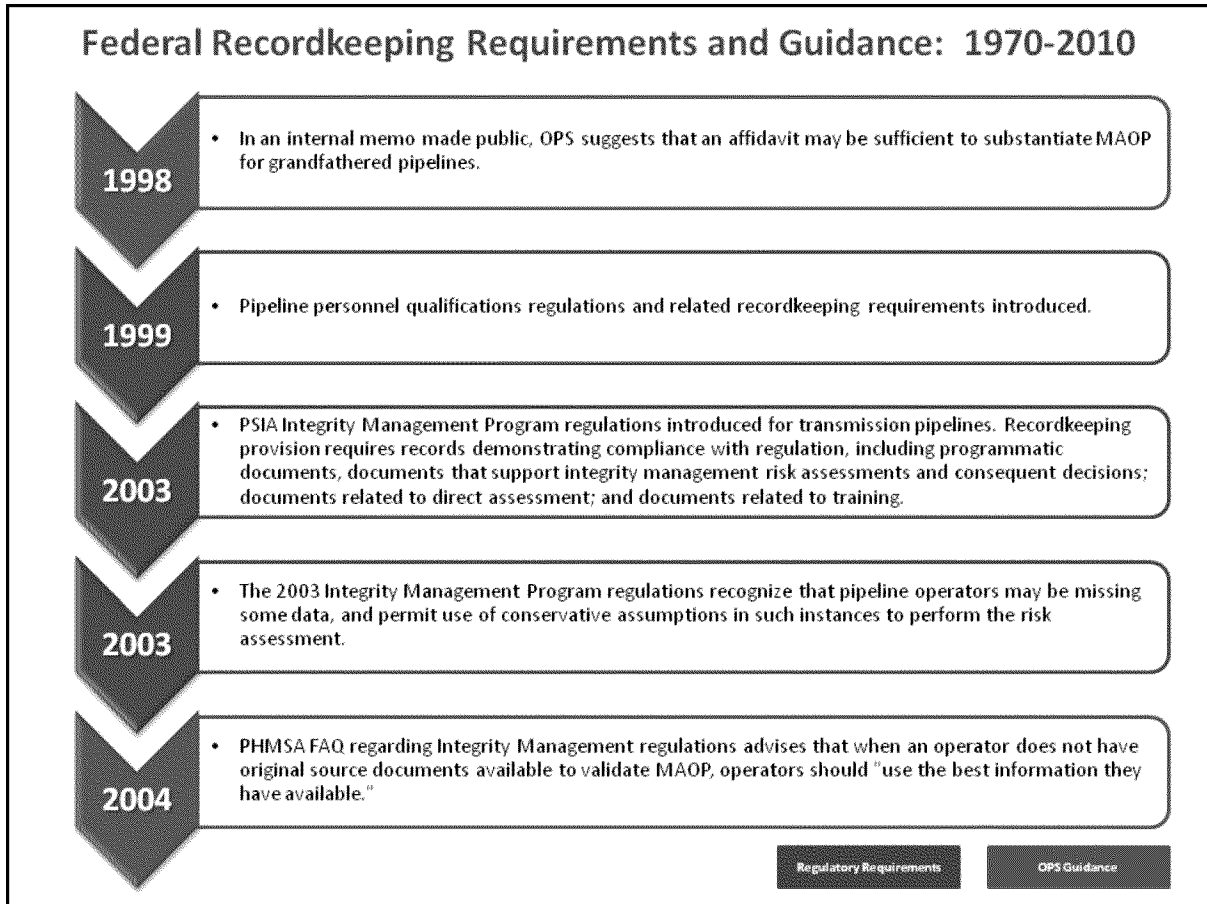 Federal Recordkeeping Requirements and Guidance: 1970-2010
1998
• In an internal memo made public, OPS suggests that an affidavit may be sufficient to substantiate MAOP
for grandfathered pipelines.
1999
• Pipeline personnel qualifications regulations and related recordkeeping requirements introduced.
2003
• PSIA Integrity Management Program regulations introduced for transmission pipelines. Recordkeeping
provision requires records demonstrating compliance with regulation, including programmatic
documents, documents that support integrity management risk assessments and consequent decisions;
documents related to direct assessment; and documents related to training.
2003
• The 2003 Integrity Management Program regulations recognize that pipeline operators may be missing
some data, and permit use of conservative assumptions in such instances to perform the risk
assessment.
2004
• PHMSA FAQ regarding Integrity Management regulations advises that when an operator does not have
original source documents available to validate MAOP, operators should "use the best information they
have available."
Regulatory Requirements
OPS Guidance